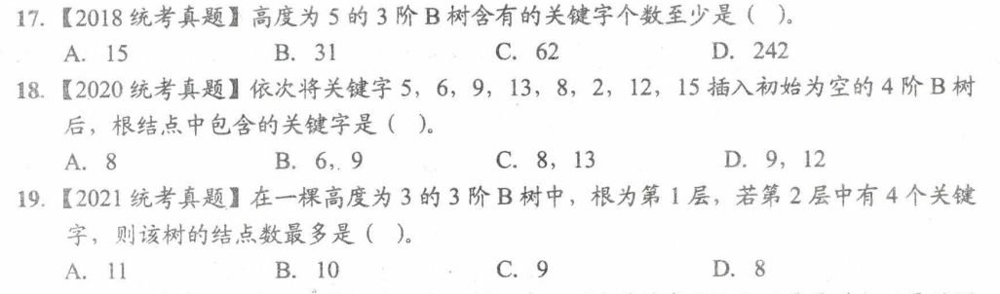 17.【2018 统考真题】高度为 5 的 3 阶 B 树含有的关键字个数至少是（ ）。
A. 15 B. 31 C. 62 D. 242
18.【2020 统考真题】依次将关键字 5，6，9，13，8，2，12，15 插入初始为空的 4 阶 B 树
后，根结点中包含的关键字是（ ）。
A. 8 B. 6，9 C. 8，13 D. 9，12
19.【2021 统考真题】在一棵高度为 3 的 3 阶 B 树中，根为第 1 层，若第 2 层中有 4 个关键
字，则该树的结点数最多是（ ）。
A. 11 B. 10 C. 9 D. 8